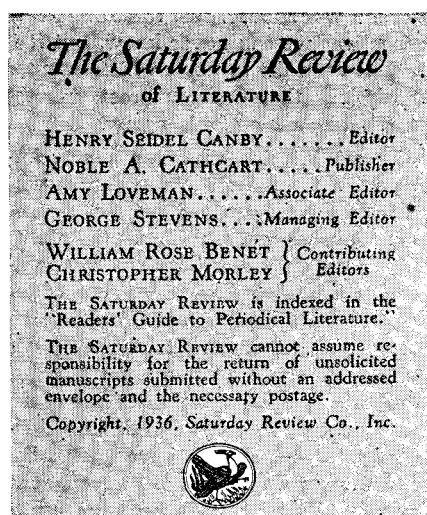 The Saturday Review
of LITERATURE
HENRY SEIDEL CANBY.......Editor
NOBLE A. CATHCART.....Publisher
AMY LOVEMAN......Associate Editor
GEORGE STEVENS...Managing Editor
WILLIAM ROSE BENET } Contributing
CHRISTOPHER MORLEY } Editors
THE SATURDAY REVIEW is indexed in the
"Readers' Guide to Periodical Literature."
THE SATURDAY REVIEW cannot assume re-
sponsibility for the return of unsolicited
manuscripts submitted without an addressed
envelope and the necessary postage.
Copyright, 1936, Saturday Review Co., Inc.